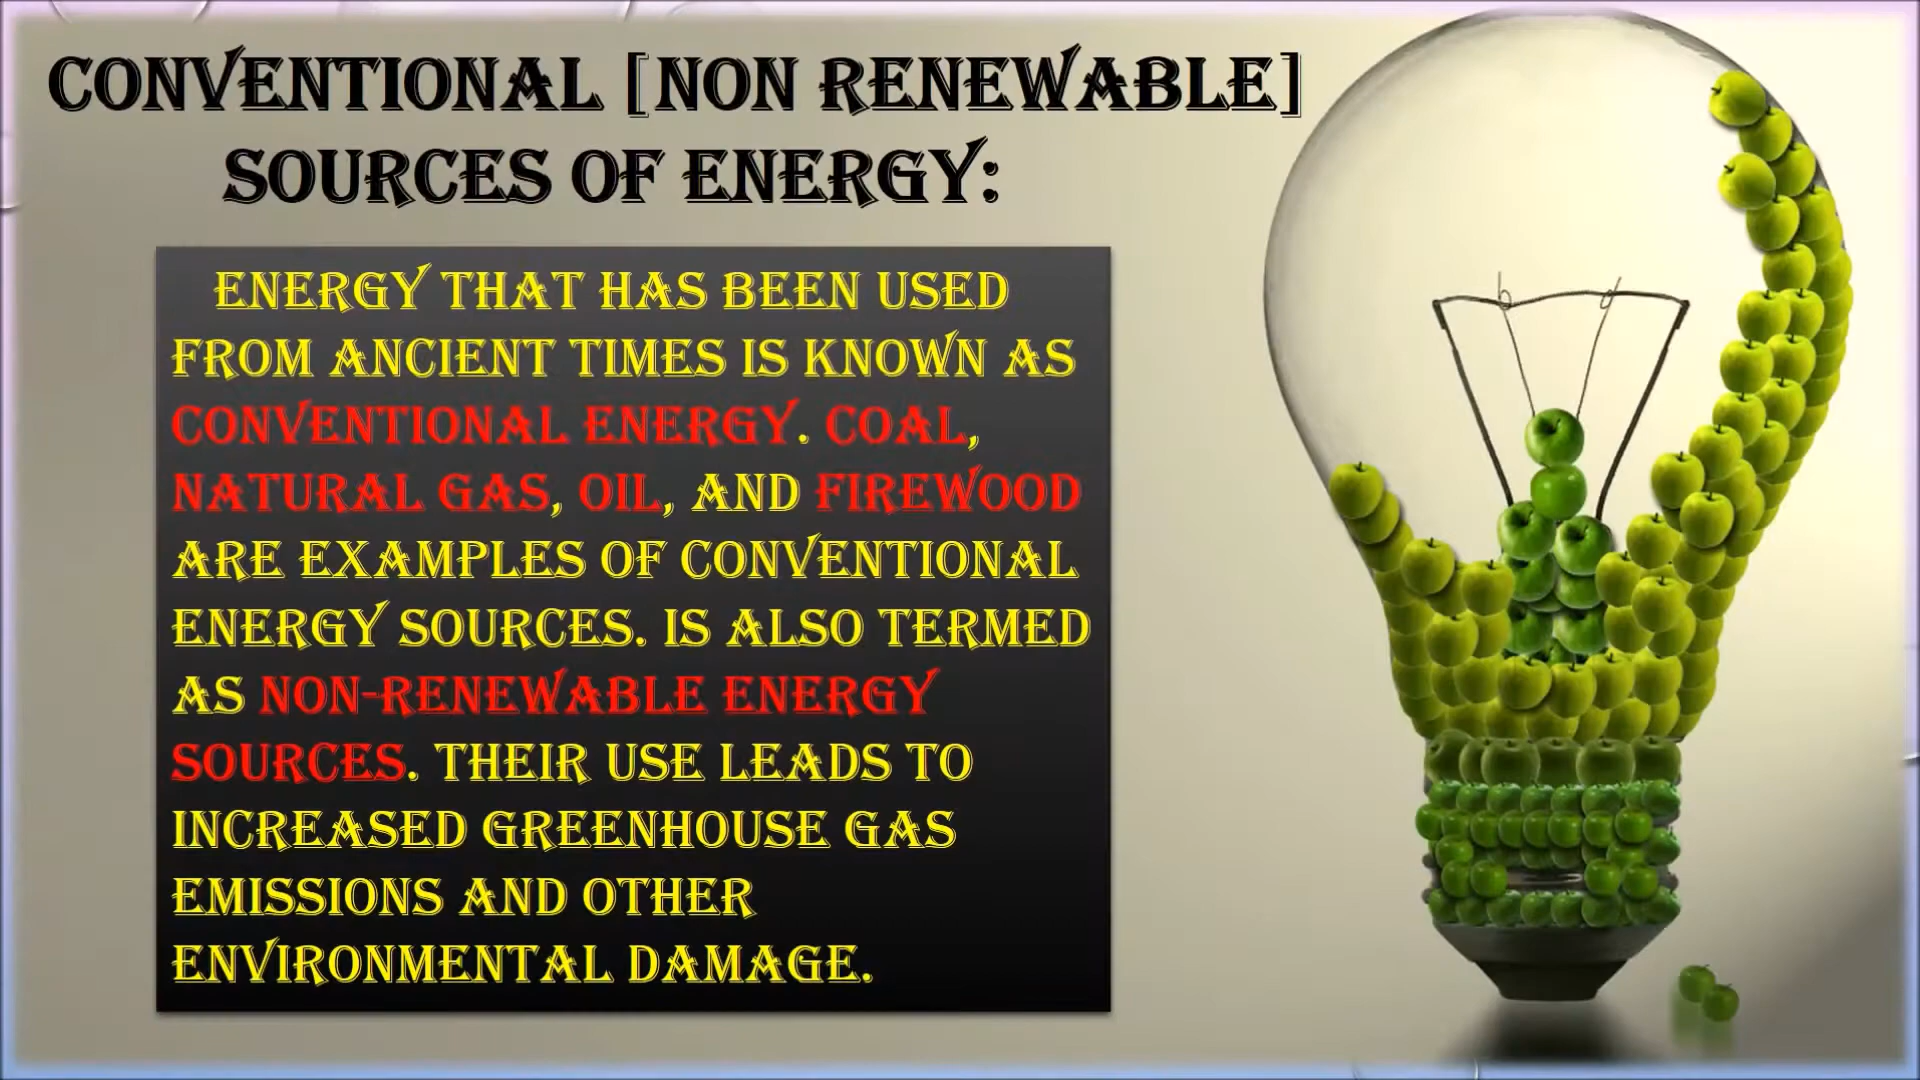 CONVENTIONAL [NON RENEWABLE]
SOURCES OF ENERGY:
ENERGY THAT HAS BEEN USED
FROM ANCIENT TIMES IS KNOWN AS
CONVENTIONAL ENERGY. COAL,
NATURAL GAS, OIL, AND FIREWOOD
ARE EXAMPLES OF CONVENTIONAL
ENERGY SOURCES. IS ALSO TERMED
AS NON-RENEWABLE ENERGY
SOURCES. THEIR USE LEADS TO
INCREASED GREENHOUSE GAS
EMISSIONS AND OTHER
ENVIRONMENTAL DAMAGE.